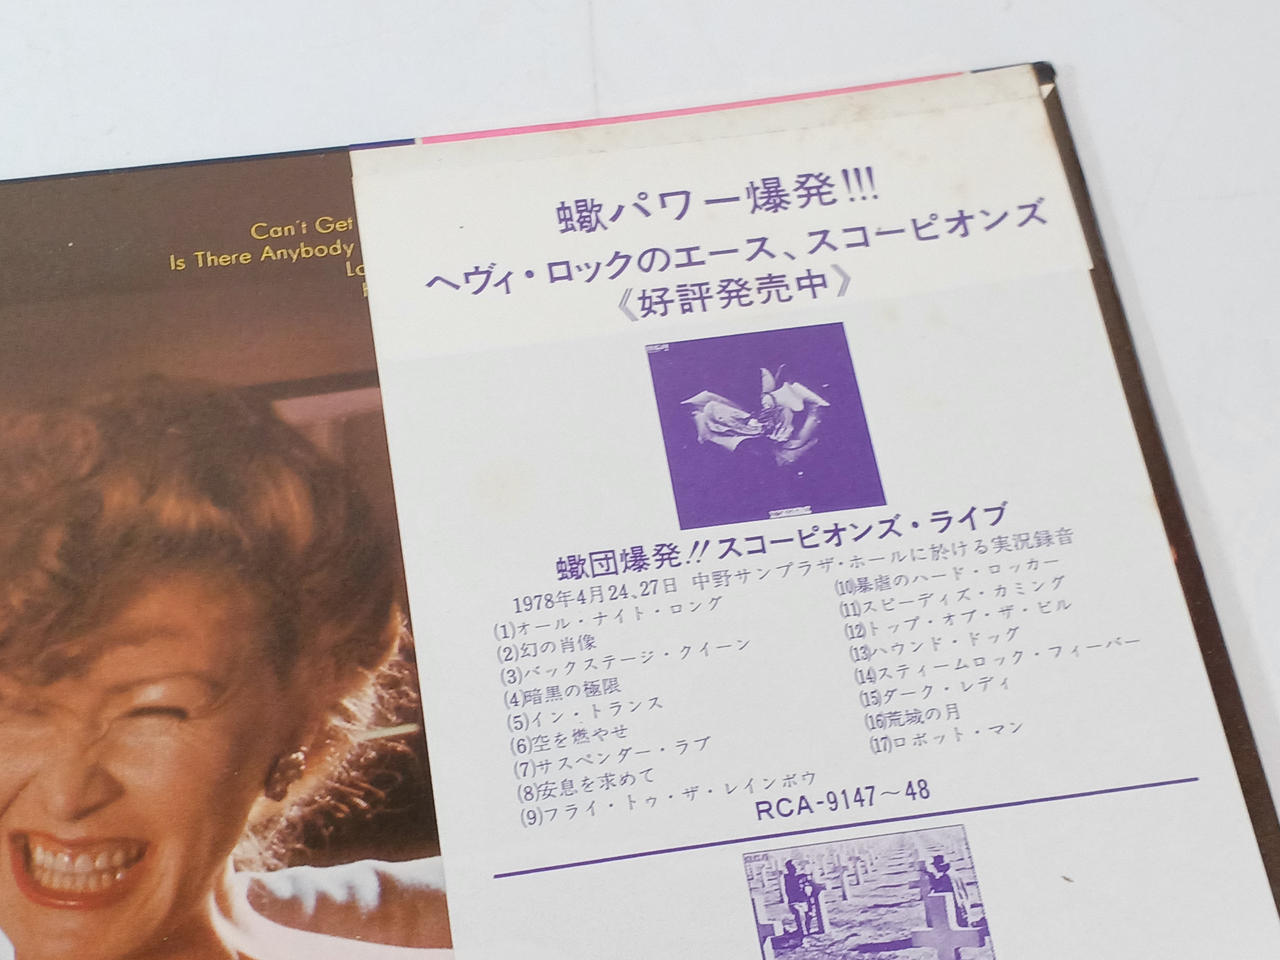 Can't Get
Is There Anybody
Lo
蠍パワー爆発!!!
ヘヴィ・ロックのエース、スコーピオンズ
《好評発売中》
蠍団爆発!!スコーピオンズ・ライブ
1978年4月24、27日 中野サンプラザ・ホールに於ける実況録音
(1)オール・ナイト・ロング
(2)幻の肖像
(3)バックステージ・クイーン
(4)暗黒の極限
(5)イン・トランス
(6)空を燃やせ
(7)サスペンダー・ラブ
(8)安息を求めて
(9)フライ・トゥ・ザ・レインボウ
(10)暴虐のハード・ロッカー
(11)スピーディズ・カミング
(12)トップ・オブ・ザ・ビル
(13)ハウンド・ドッグ
(14)スティームロック・フィーバー
(15)ダーク・レディ
(16)荒城の月
(17)ロボット・マン
RCA-9147〜48